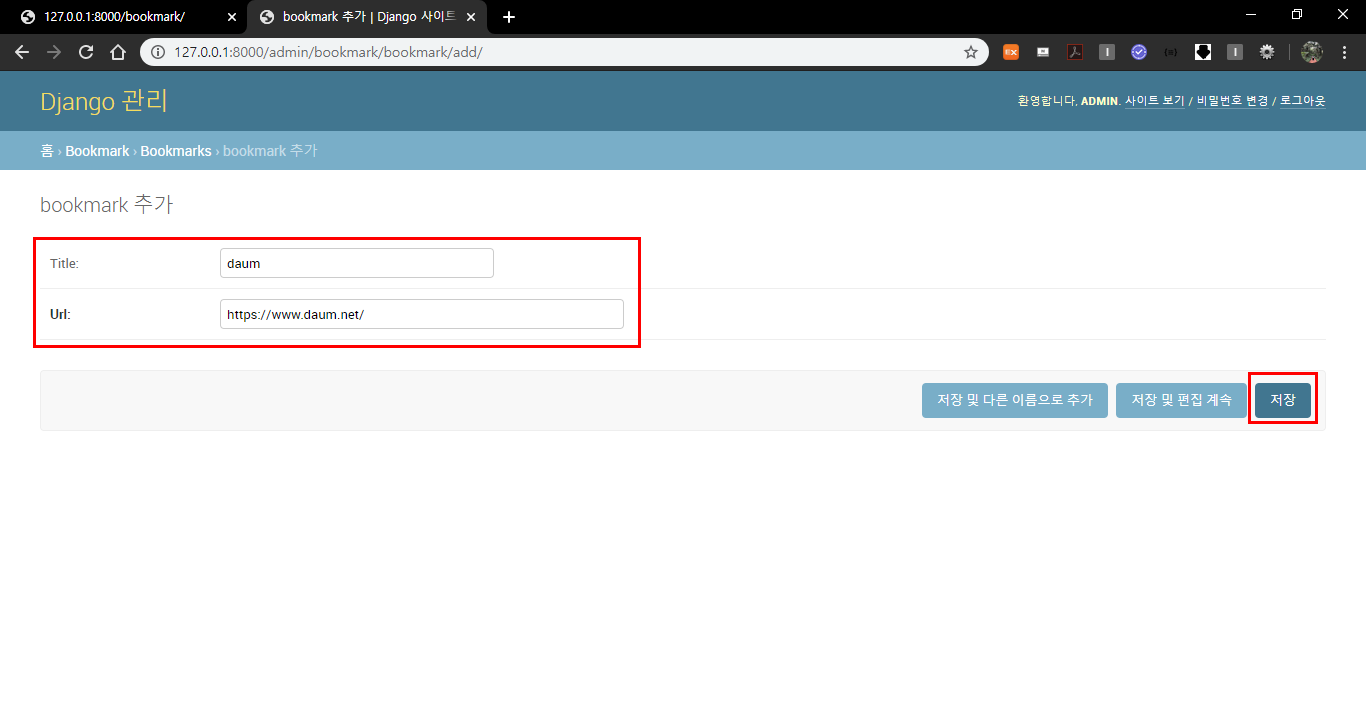 127.0.0.1:8000/bookmark/
bookmark 추가 | Django 사이트
127.0.0.1:8000/admin/bookmark/bookmark/add/
Django 관리
환영합니다, ADMIN. 사이트 보기 / 비밀번호 변경 / 로그아웃
홈 › Bookmark › Bookmarks › bookmark 추가
bookmark 추가
Title:
daum
Url:
https://www.daum.net/
저장 및 다른 이름으로 추가
저장 및 편집 계속
저장